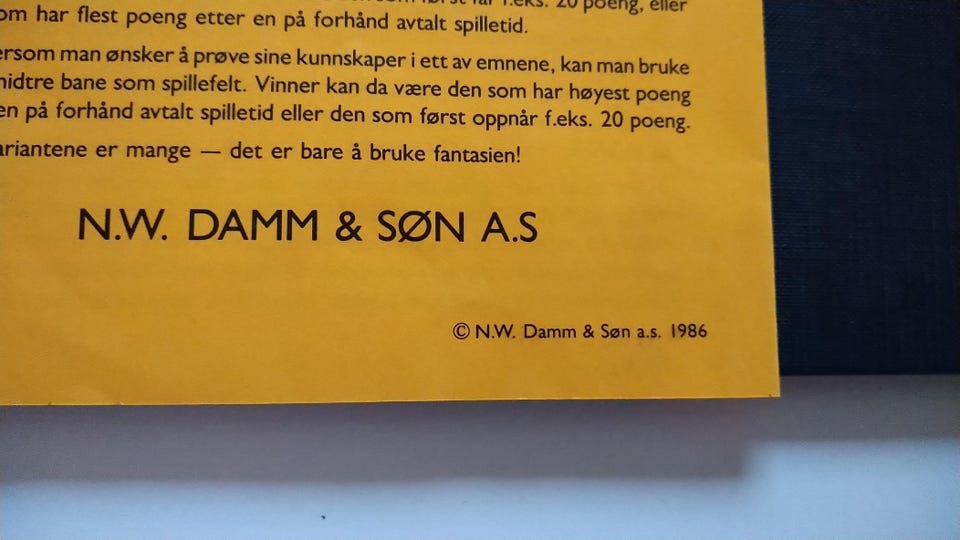 20 poeng, eller
om har flest poeng etter en på forhånd avtalt spilletid.
ersom man ønsker å prøve sine kunnskaper i ett av emnene, kan man bruke
nidtre bane som spillefelt. Vinner kan da være den som har høyest poeng
en på forhånd avtalt spilletid eller den som først oppnår f.eks. 20 poeng.
ariantene er mange — det er bare å bruke fantasien!
N.W. DAMM & SØN A.S
© N.W. Damm & Søn a.s. 1986